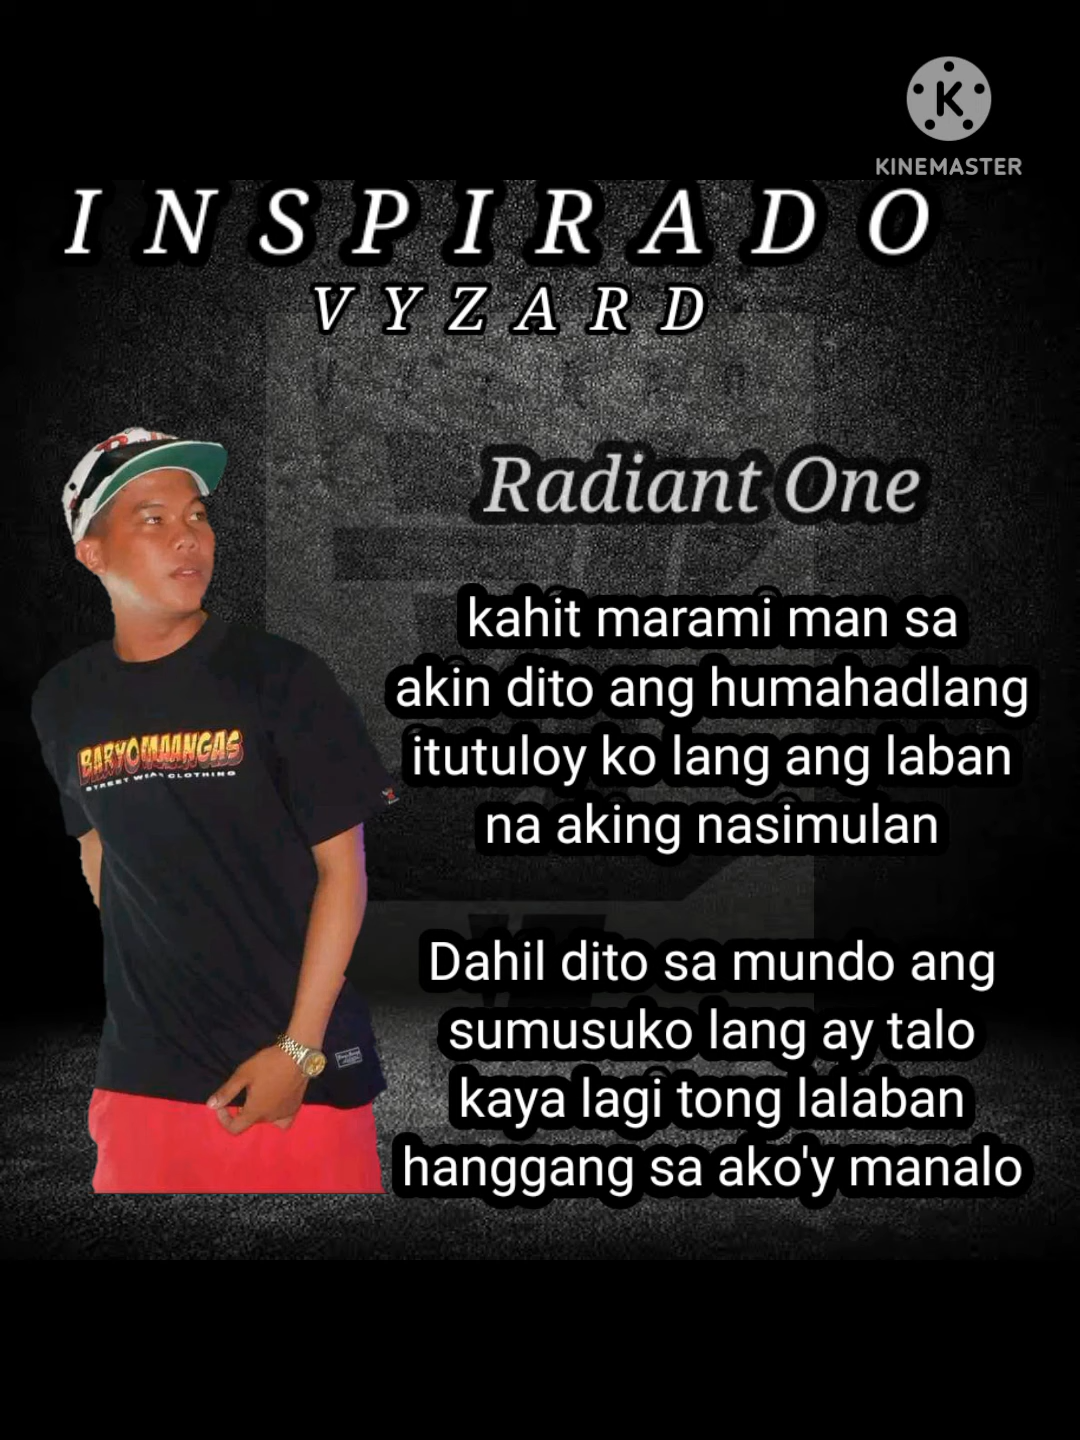 KINEMASTER
INSPIRADO
VYZARD
Radiant One
kahit marami man sa
akin dito ang humahadlang
itutuloy ko lang ang laban
na aking nasimulan
Dahil dito sa mundo ang
sumusuko lang ay talo
kaya lagi tong lalaban
hanggang sa ako'y manalo
BARYOMAANGAS
STREET WEAR CLOTHING